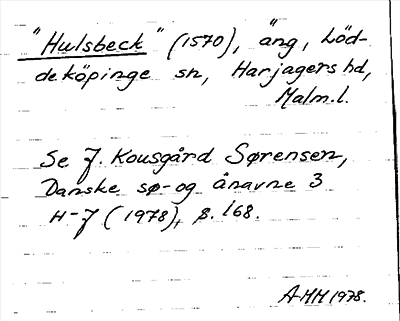 "Hulsbeck" (1570), äng, Löd-
deköpinge sn, Harjagers hd,
Malm.l.
Se J. Kousgård Sørensen,
Danske sø- og ånavne 3
H-J (1978), s. 168.
AMM 1978.